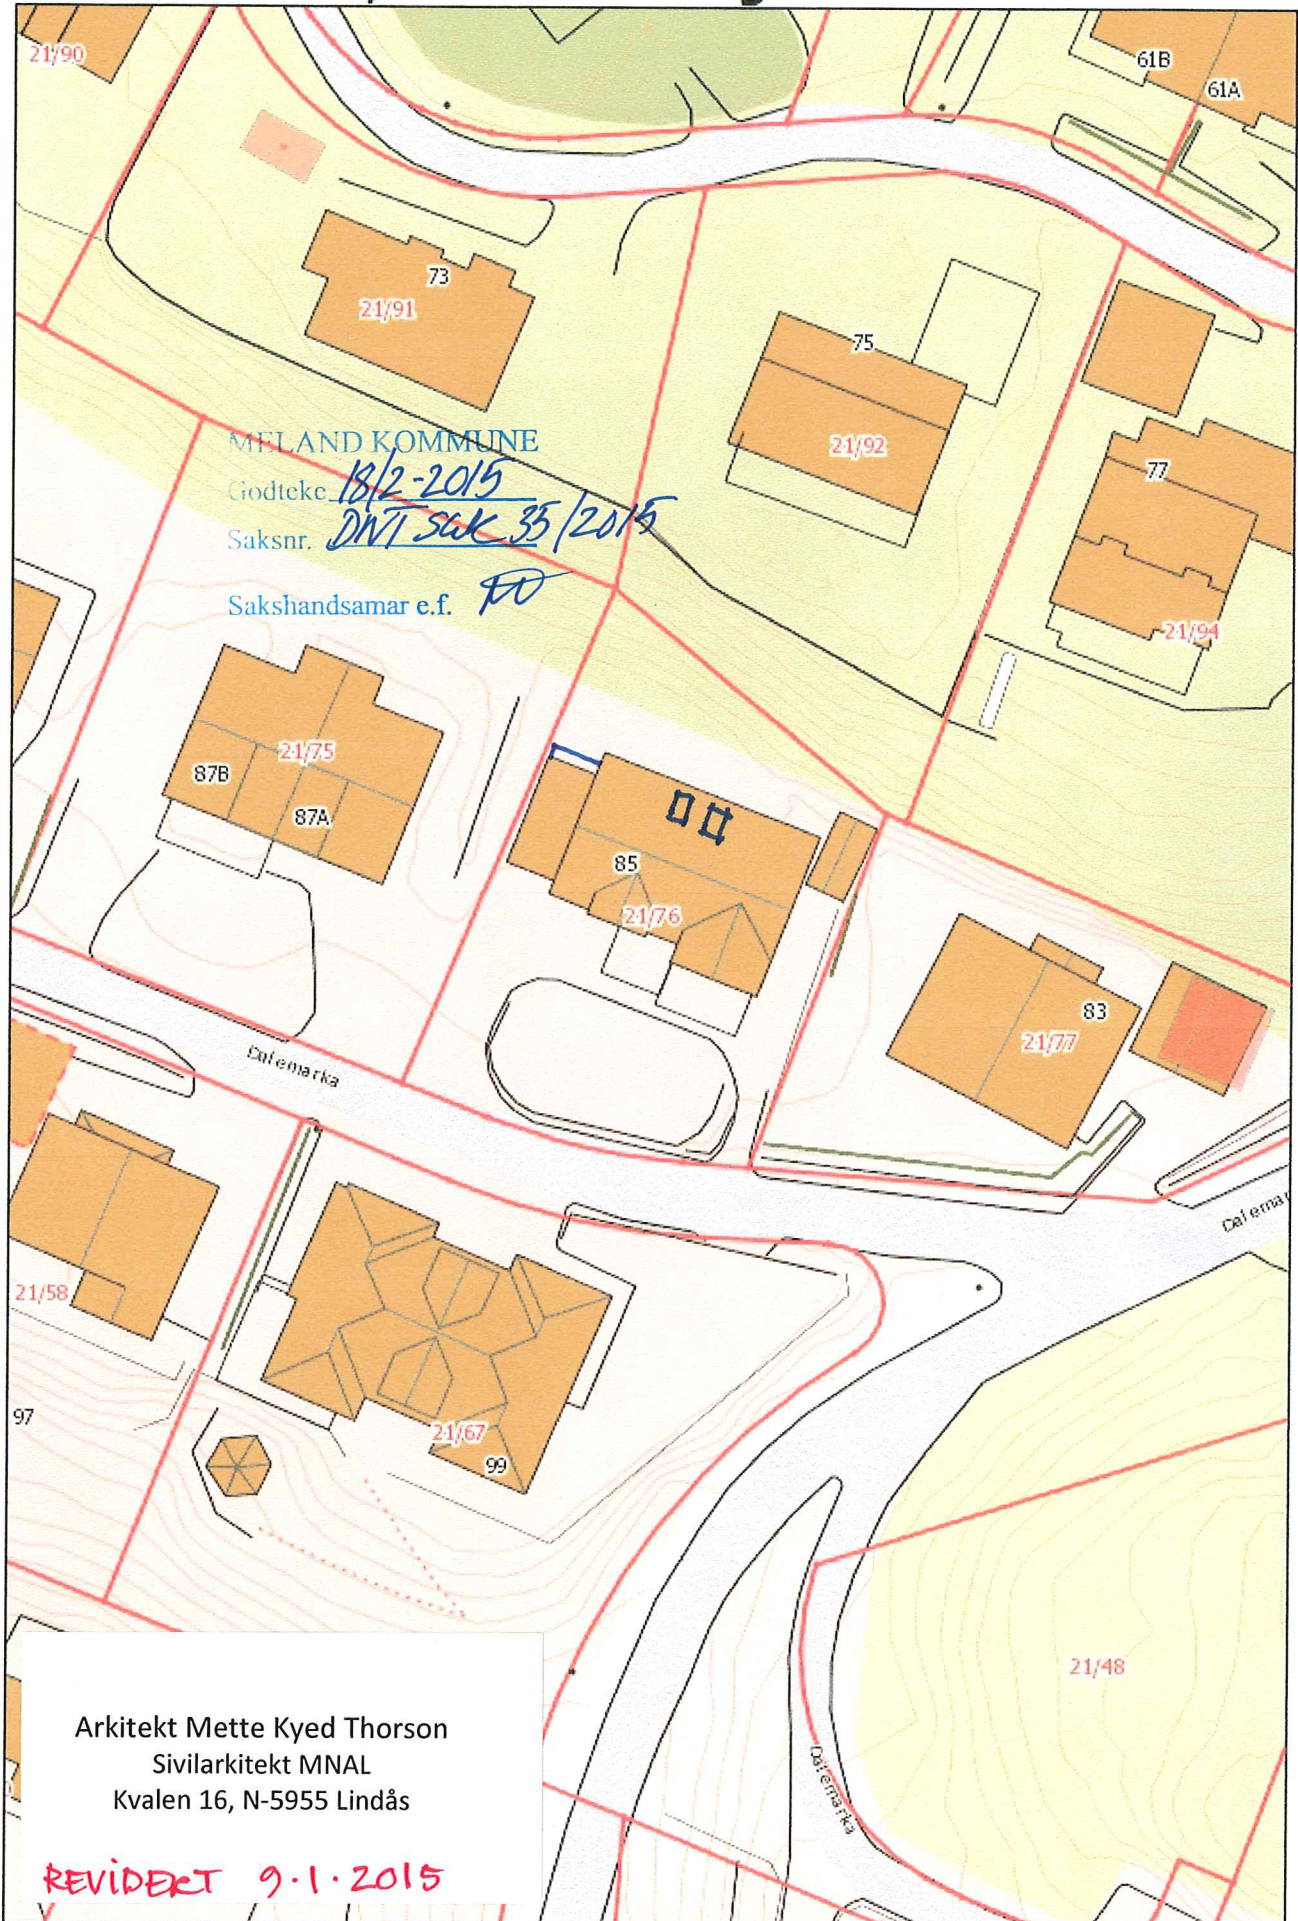 21/90
61B
61A
73
21/91
75
21/92
77
21/94
MELAND KOMMUNE
Godteke 18/2-2015
Saksnr. DNT SAK 35/2015
Sakshandsamar e.f.
21/75
87B
87A
85
21/76
83
21/77
Dalemarka
Dalemar
21/58
97
21/67
99
21/48
Dalemarka
Arkitekt Mette Kyed Thorson
Sivilarkitekt MNAL
Kvalen 16, N-5955 Lindås
REVIDERT 9.1.2015